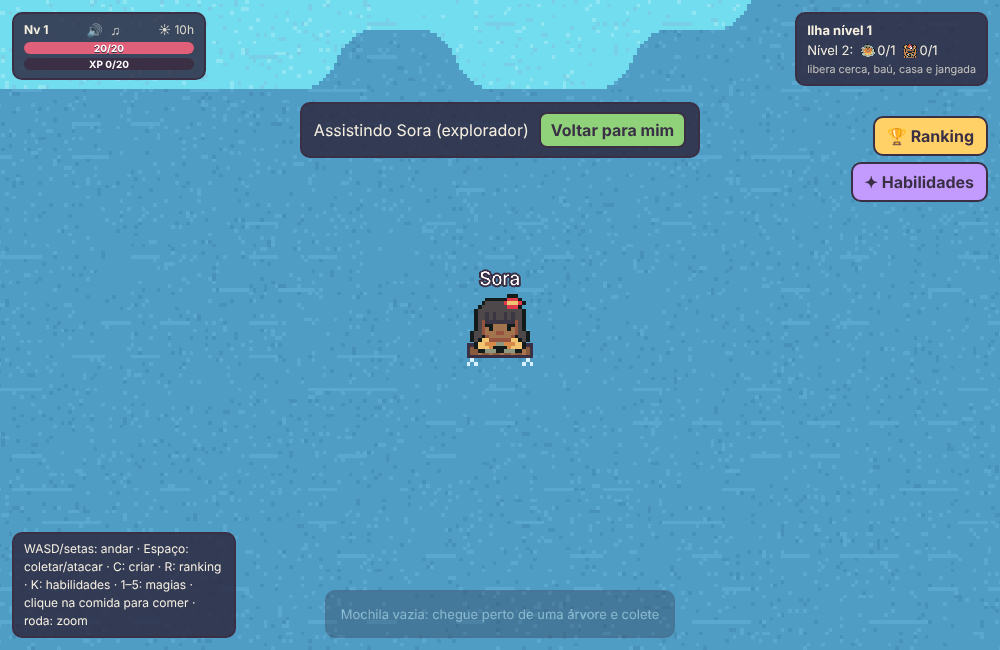 Nv 1 ☀ 10h
20/20
XP 0/20
Ilha nível 1
Nível 2: 0/1 0/1
libera cerca, baú, casa e jangada
Assistindo Sora (explorador) Voltar para mim
🏆 Ranking
✦ Habilidades
Sora
WASD/setas: andar · Espaço:
coletar/atacar · C: criar · R: ranking
· K: habilidades · 1–5: magias ·
clique na comida para comer ·
roda: zoom
Mochila vazia: chegue perto de uma árvore e colete